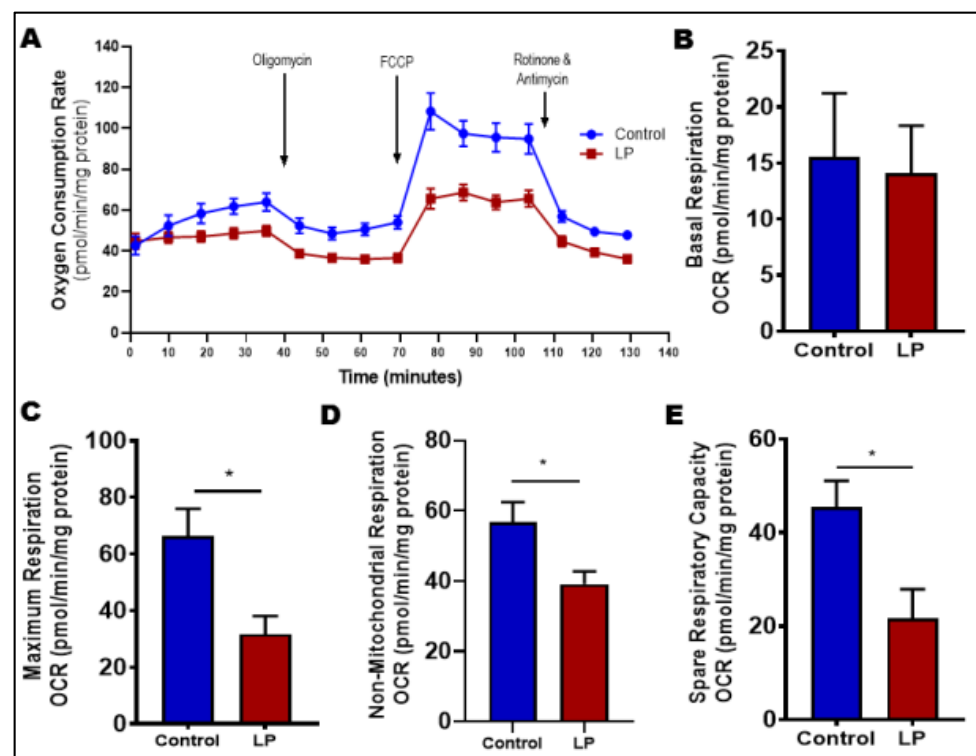 A
Oxygen Consumption Rate
(pmol/min/mg protein)
140
120
100
80
60
40
20
0
Oligomycin
FCCP
Rotinone &
Antimycin
Control
LP
0 10 20 30 40 50 60 70 80 90 100 110 120 130 140
Time (minutes)
B
Basal Respiration
OCR (pmol/min/mg protein)
25
20
15
10
5
0
Control LP
C
Maximum Respiration
OCR (pmol/min/mg protein)
100
80
60
40
20
0
*
Control LP
D
Non-Mitochondrial Respiration
OCR (pmol/min/mg protein)
80
60
40
20
0
*
Control LP
E
Spare Respiratory Capacity
OCR (pmol/min/mg protein)
60
40
20
0
*
Control LP